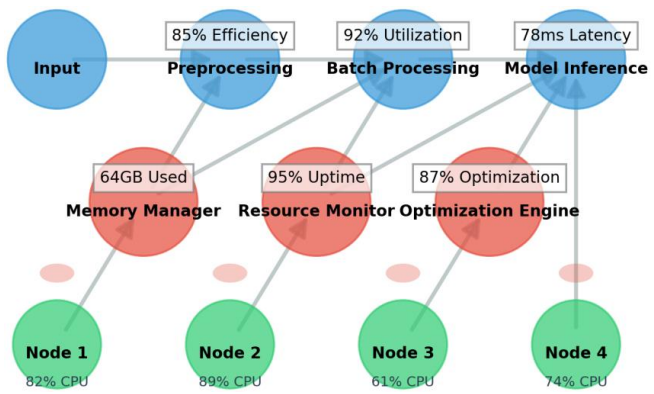 85% Efficiency
92% Utilization
78ms Latency
Input
Preprocessing
Batch Processing
Model Inference
64GB Used
95% Uptime
87% Optimization
Memory Manager
Resource Monitor
Optimization Engine
Node 1
Node 2
Node 3
Node 4
82% CPU
89% CPU
61% CPU
74% CPU